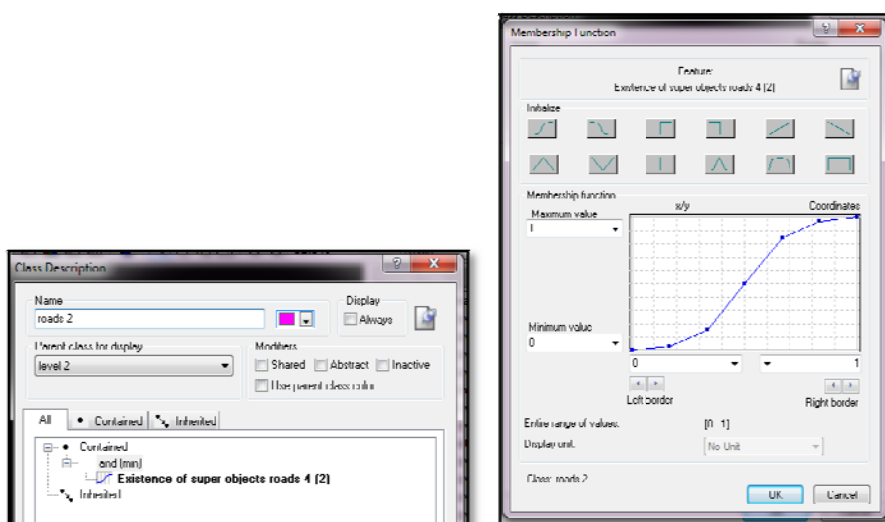 Class Description
Name
roads 2
Display
Always
Parent class for display
level 2
Modifiers
Shared Abstract Inactive
Use parent class color
All Contained Inherited
Contained
and (min)
Existence of super objects roads 4 (2)
Inherited
Membership Function
Feature:
Existence of super objects roads 4 (2)
Initialize
Membership function
Maximum value
1
x/y
Coordinates
Minimum value
0
0
1
Left border
Right border
Entire range of values:
[0..1]
Display unit:
No Unit
Class: roads 2
OK
Cancel